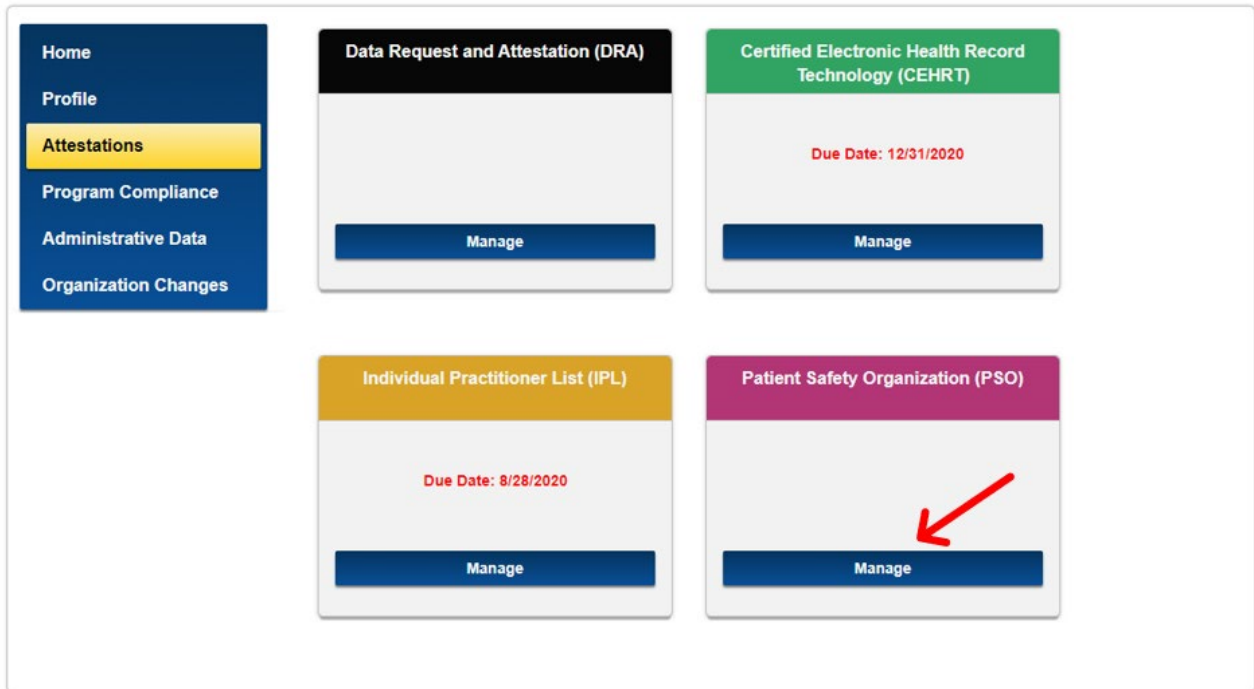 Home
Profile
Attestations
Program Compliance
Administrative Data
Organization Changes
Data Request and Attestation (DRA)
Manage
Certified Electronic Health Record
Technology (CEHRT)
Due Date: 12/31/2020
Manage
Individual Practitioner List (IPL)
Due Date: 8/28/2020
Manage
Patient Safety Organization (PSO)
Manage